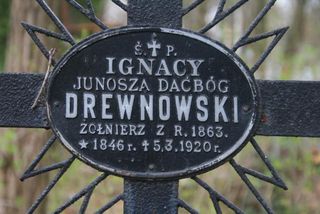 Ś. ✝ P.
IGNACY
JUNOSZA DAĆBÓG
DREWNOWSKI
ŻOŁNIERZ Z R. 1863.
★ 1846 r. ✝ 5.3.1920 r.